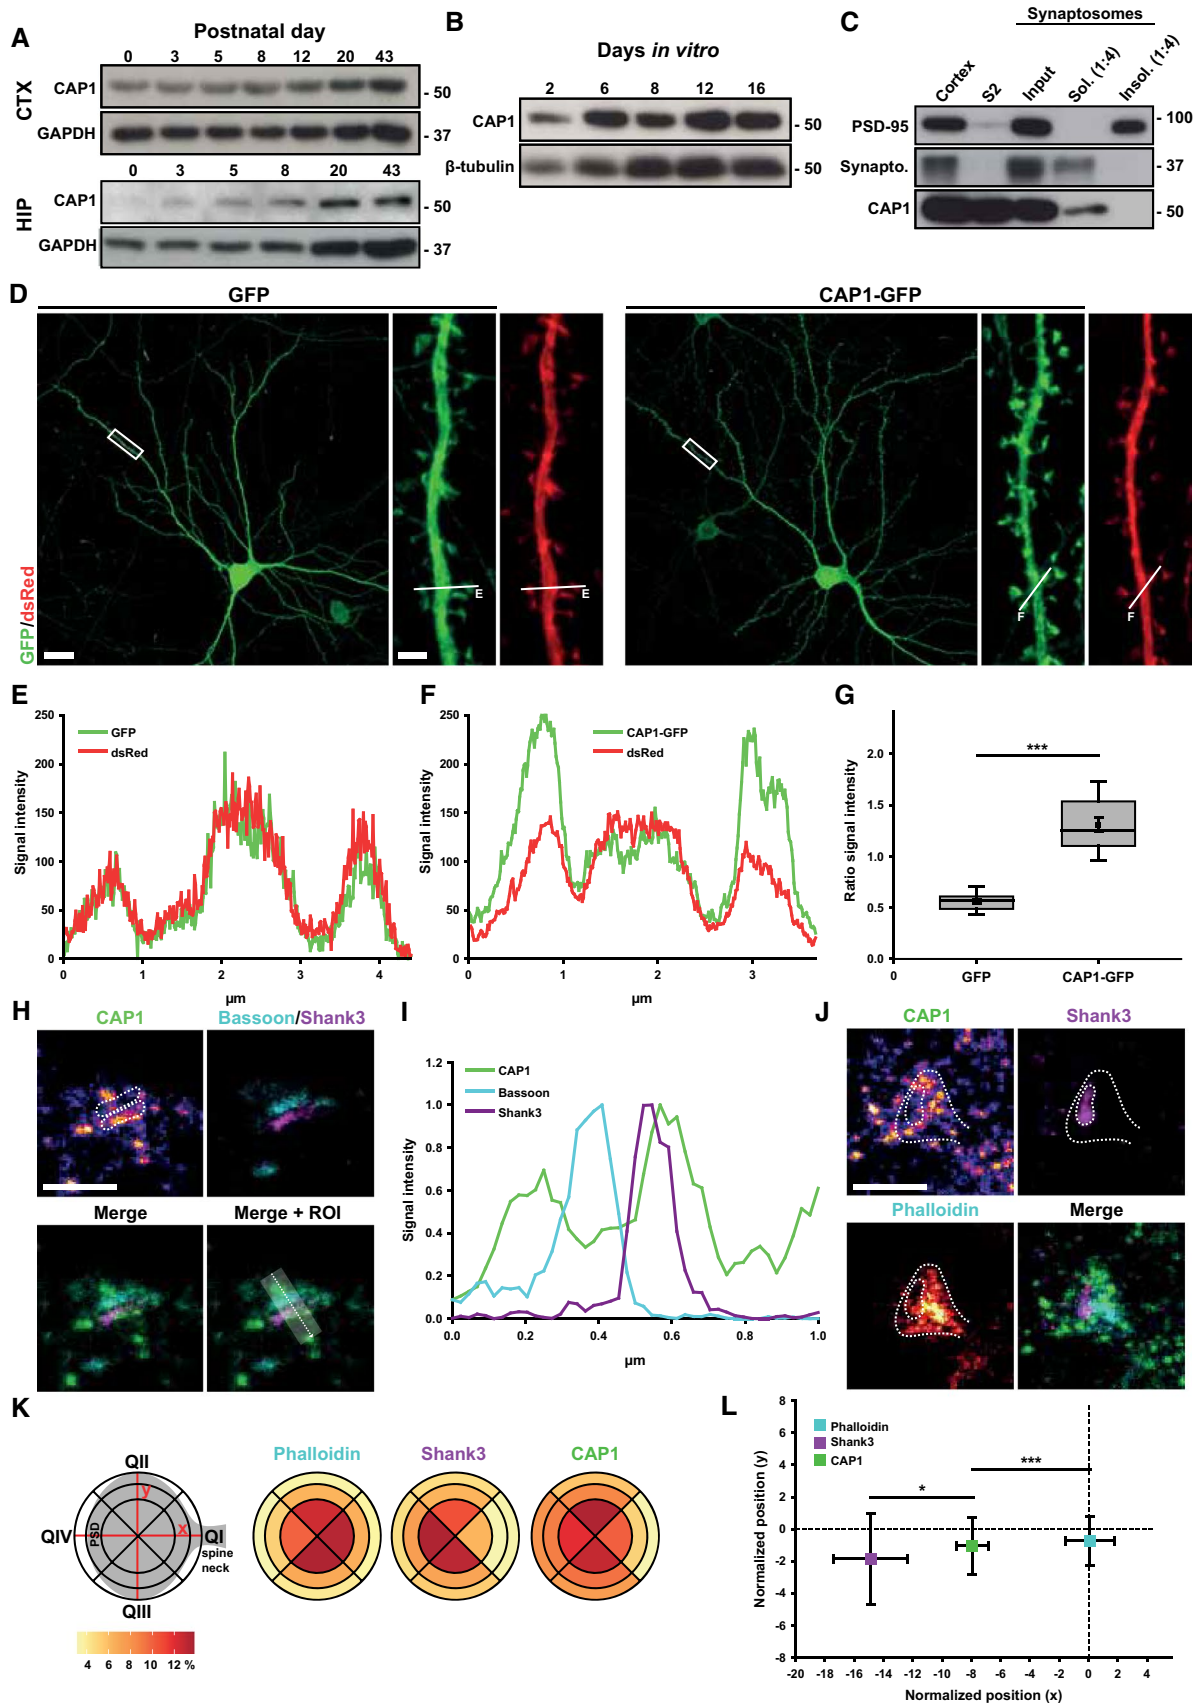 A
Postnatal day
0 3 5 8 12 20 43
CTX
CAP1
- 50
GAPDH
- 37
0 3 5 8 20 43
HIP
CAP1
- 50
GAPDH
- 37
B
Days in vitro
2 6 8 12 16
CAP1
- 50
β-tubulin
- 50
C
Synaptosomes
Cortex
S2
Input
Sol. (1:4)
Insol. (1:4)
PSD-95
- 100
Synapto.
- 37
CAP1
- 50
D
GFP
CAP1-GFP
GFP/dsRed
E
E
F
F
E
Signal intensity
250
200
150
100
50
0
GFP
dsRed
0 1 2 3 4
µm
F
Signal intensity
250
200
150
100
50
0
CAP1-GFP
dsRed
0 1 2 3
µm
G
Ratio signal intensity
2.0
1.5
1.0
0.5
0.0
***
0 GFP CAP1-GFP
H
CAP1
Bassoon/Shank3
Merge
Merge + ROI
I
Signal intensity
1.2
1.0
0.8
0.6
0.4
0.2
0.0
CAP1
Bassoon
Shank3
0.0 0.2 0.4 0.6 0.8 1.0
µm
J
CAP1
Shank3
Phalloidin
Merge
K
QII
y
QIV
PSD
x
QI
spine
neck
QIII
4 6 8 10 12 %
Phalloidin
Shank3
CAP1
L
Normalized position (y)
8
6
4
2
0
-2
-4
-6
-8
Phalloidin
Shank3
CAP1
***
*
-20 -18 -16 -14 -12 -10 -8 -6 -4 -2 0 2 4
Normalized position (x)